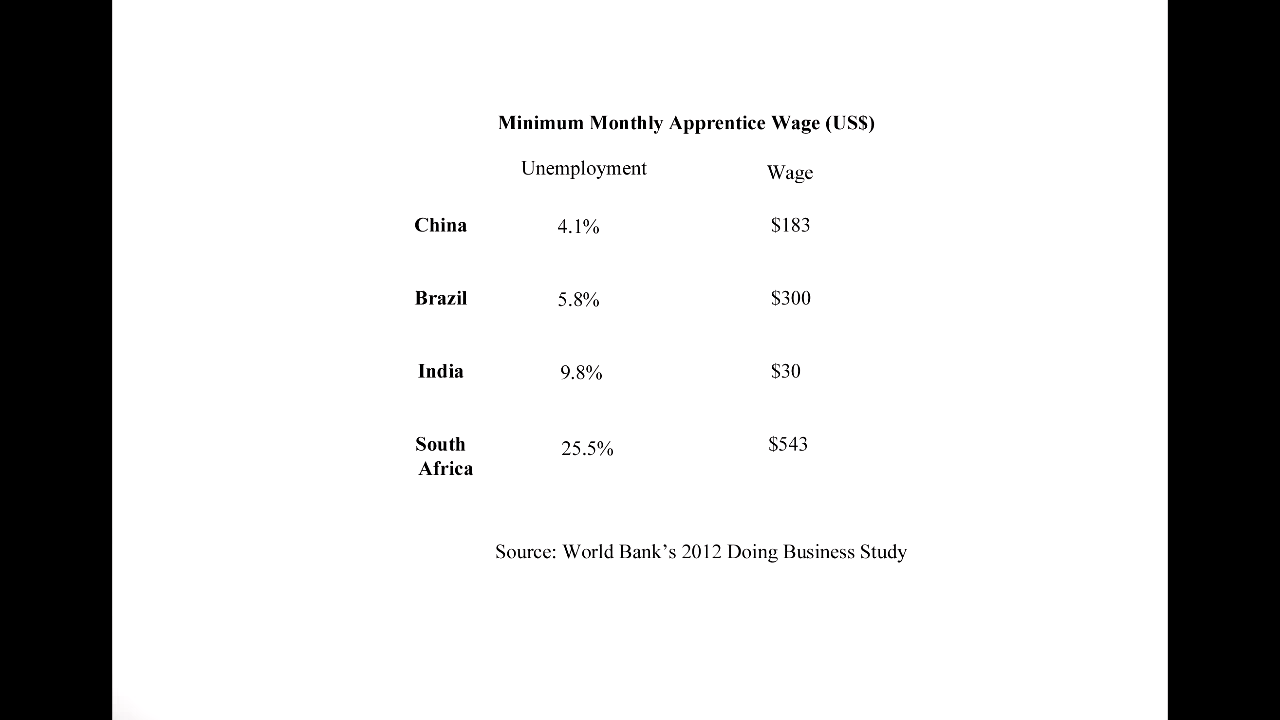 Minimum Monthly Apprentice Wage (US$)
Unemployment Wage
China 4.1% $183
Brazil 5.8% $300
India 9.8% $30
South 25.5% $543
Africa
Source: World Bank’s 2012 Doing Business Study